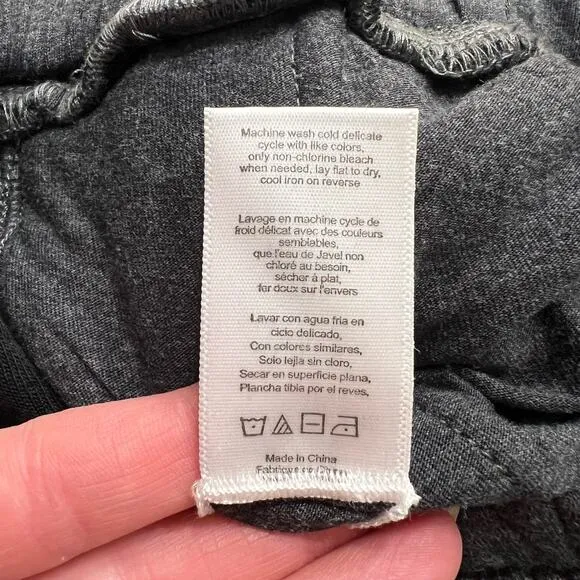 Machine wash cold delicate
cycle with like colors,
only non-chlorine bleach
when needed, lay flat to dry,
cool iron on reverse
Lavage en machine cycle de
froid délicat avec des couleurs
semblables,
que l'eau de Javel non
chloré au besoin,
sécher à plat,
fer doux sur l'envers
Lavar con agua fria en
ciclo delicado,
Con colores similares,
Solo lejla sin cloro,
Secar en superficie plana,
Plancha tibia por el reves,
Made in China